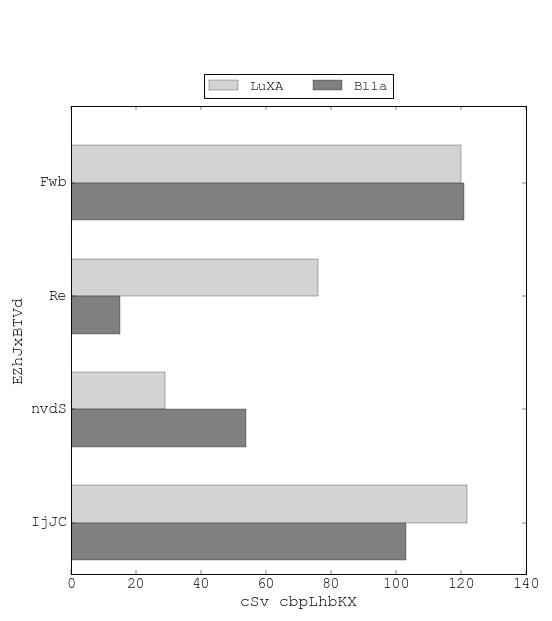 LuXA B11a
Fwb
Re
nvdS
IjJC
EZhJxBTVd
0 20 40 60 80 100 120 140
cSv cbpLhbKX